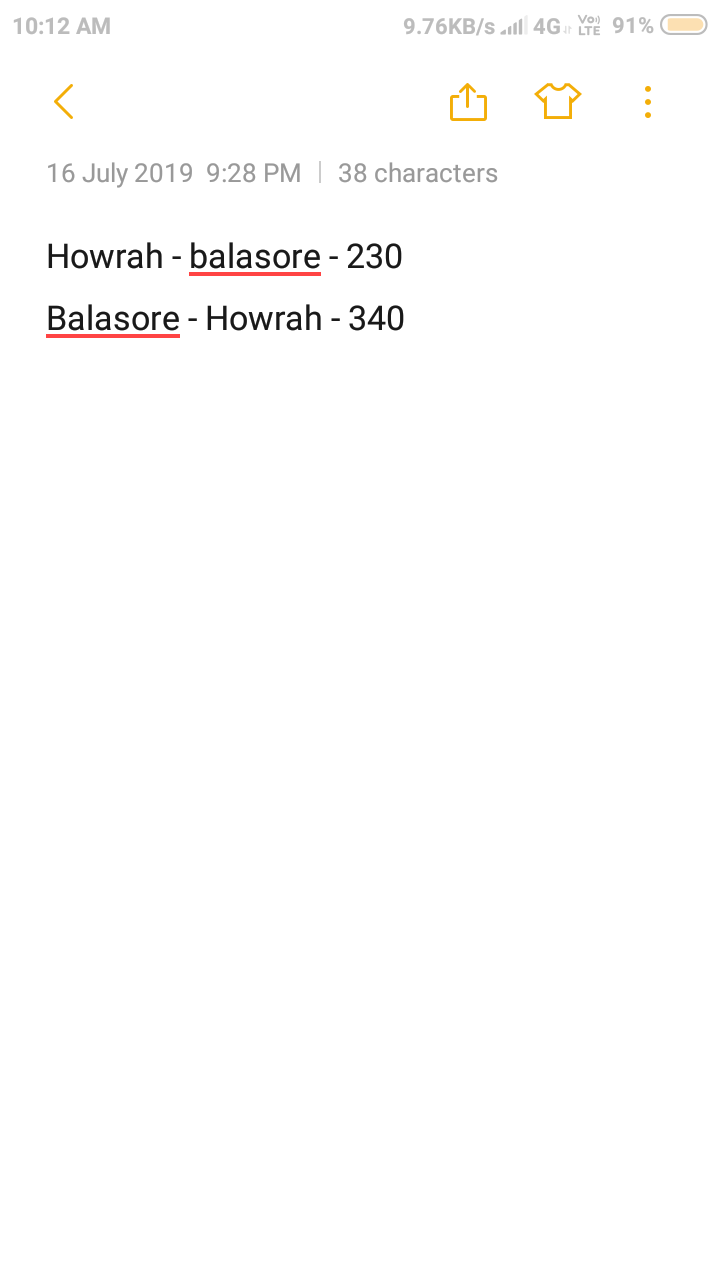 10:12 AM 9.76KB/s 4G VoLTE 91%
16 July 2019 9:28 PM | 38 characters
Howrah - balasore - 230
Balasore - Howrah - 340